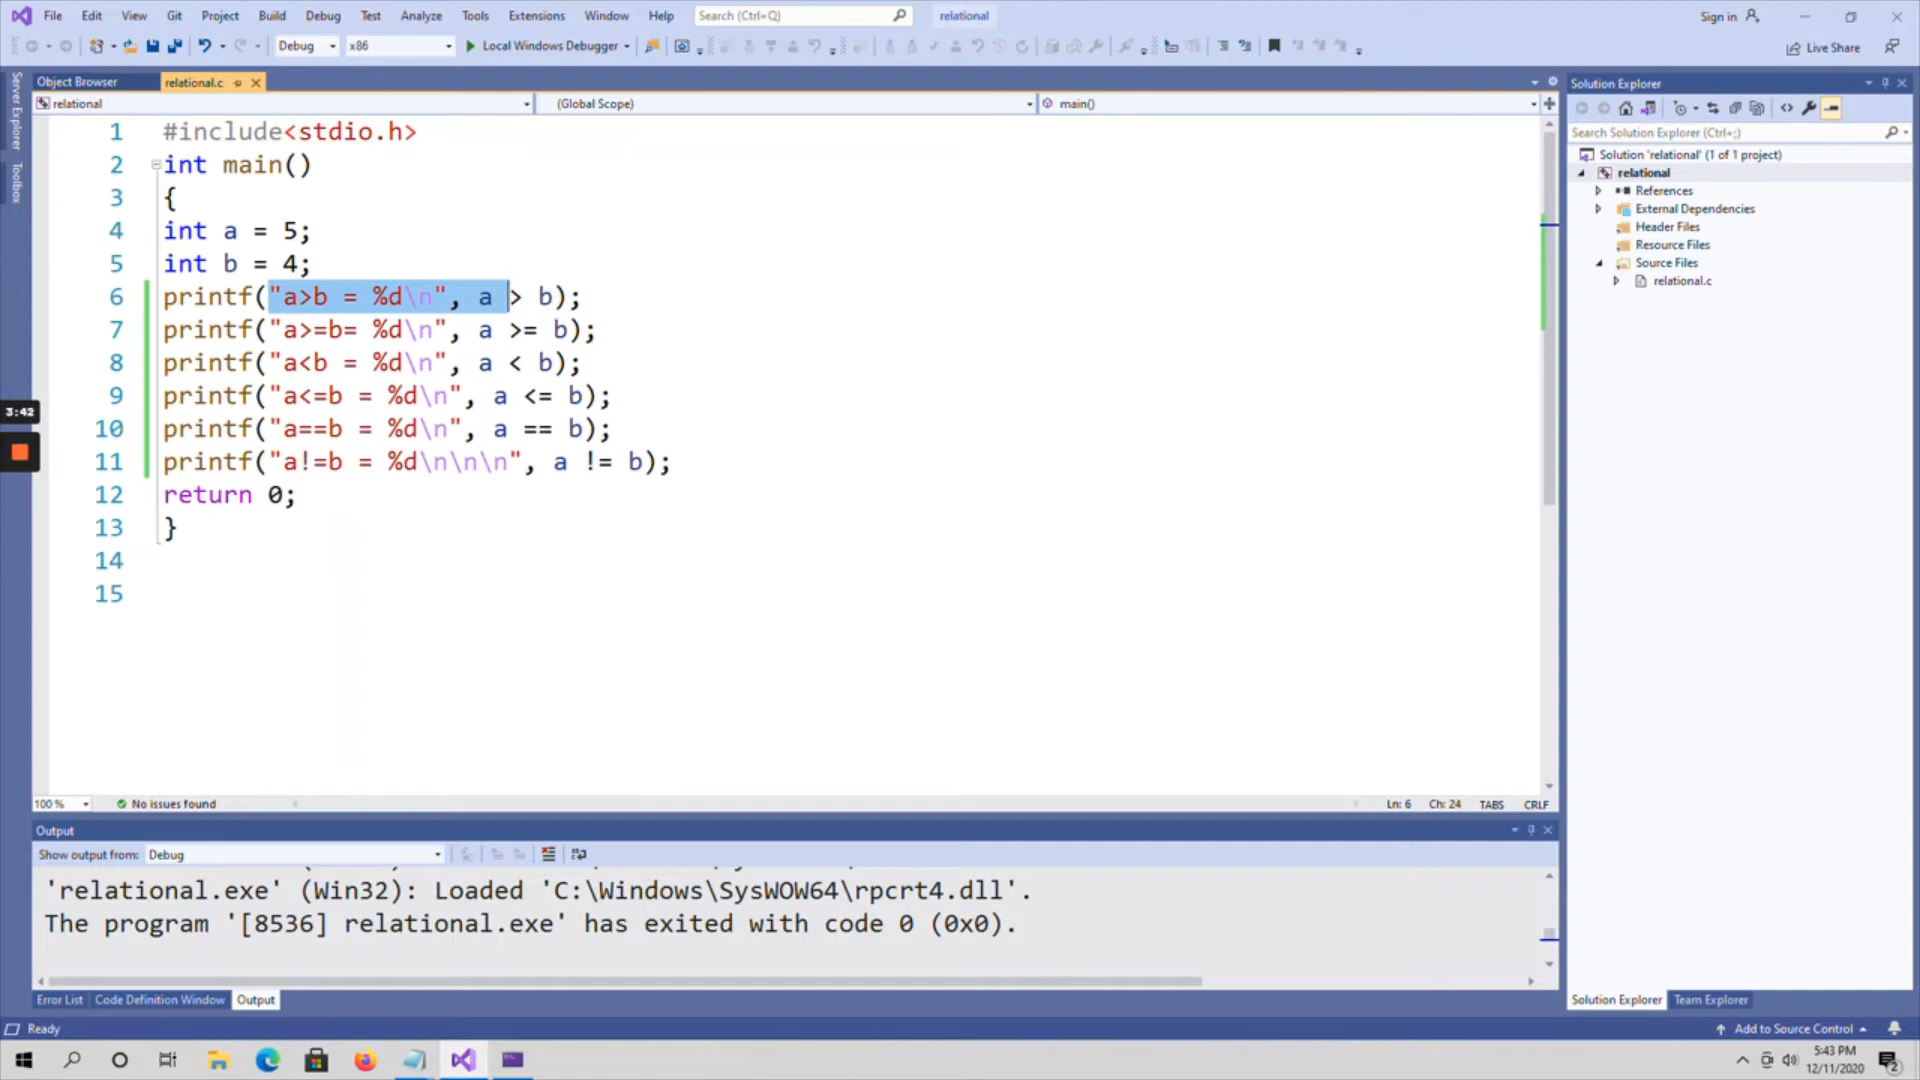 File Edit View Git Project Build Debug Test Analyze Tools Extensions Window Help Search (Ctrl+Q) relational Sign in
Debug x86 Local Windows Debugger Live Share
Server Explorer
Toolbox
Object Browser relational.c
relational (Global Scope) main()
1 #include<stdio.h>
2 int main()
3 {
4 int a = 5;
5 int b = 4;
6 printf("a>b = %d\n", a > b);
7 printf("a>=b= %d\n", a >= b);
8 printf("a<b = %d\n", a < b);
9 printf("a<=b = %d\n", a <= b);
10 printf("a==b = %d\n", a == b);
11 printf("a!=b = %d\n\n\n", a != b);
12 return 0;
13 }
14
15
3:42
100 % No issues found Ln: 6 Ch: 24 TABS CRLF
Output
Show output from: Debug
'relational.exe' (Win32): Loaded 'C:\Windows\SysWOW64\rpcrt4.dll'.
The program '[8536] relational.exe' has exited with code 0 (0x0).
Error List Code Definition Window Output
Solution Explorer
Search Solution Explorer (Ctrl+;)
Solution 'relational' (1 of 1 project)
relational
References
External Dependencies
Header Files
Resource Files
Source Files
relational.c
Solution Explorer Team Explorer
Ready Add to Source Control
5:43 PM
12/11/2020
2